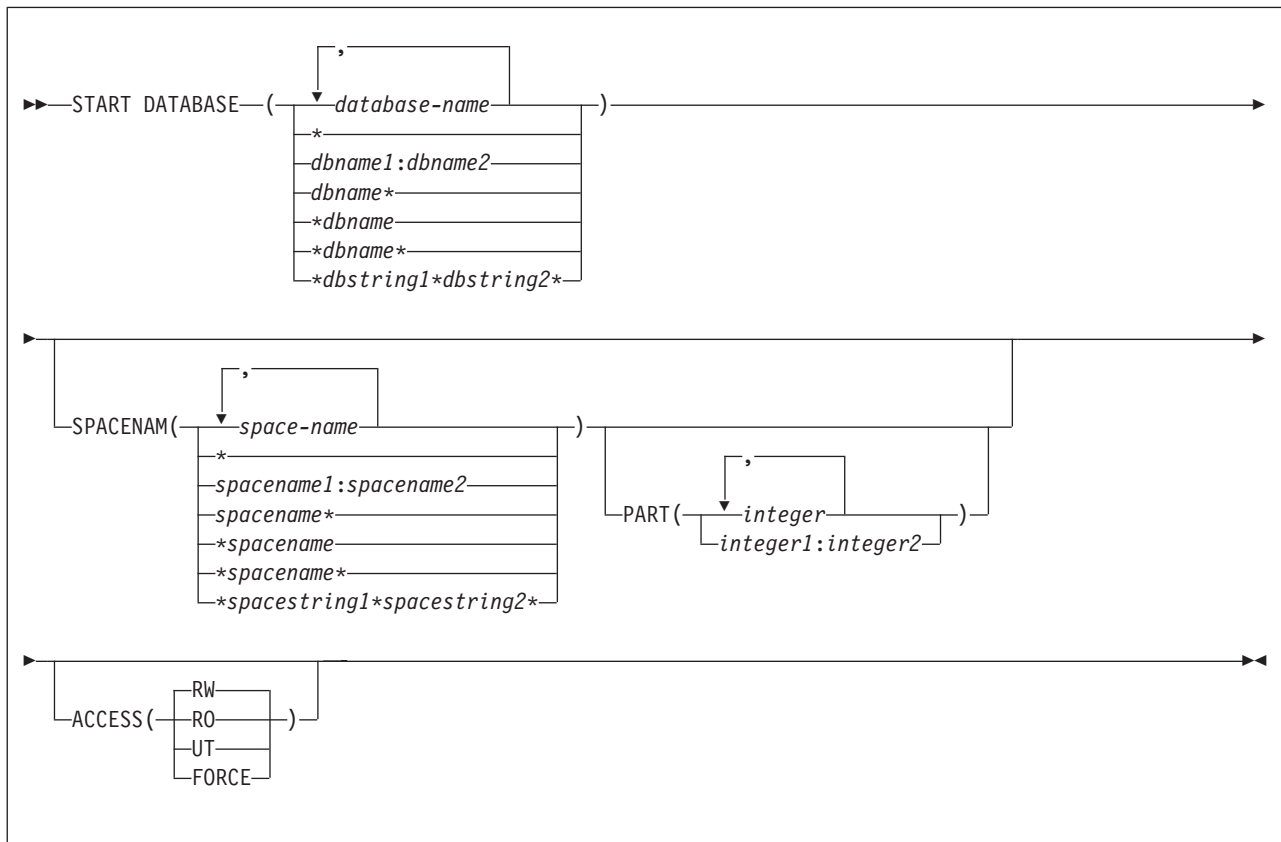 ,
START DATABASE ( database-name )
*
dbname1:dbname2
dbname*
*dbname
*dbname*
*dbstring1*dbstring2*
,
SPACENAM( space-name )
*
spacename1:spacename2
spacename*
*spacename
*spacename*
*spacestring1*spacestring2*
,
PART( integer )
integer1:integer2
RW
ACCESS( RO )
UT
FORCE